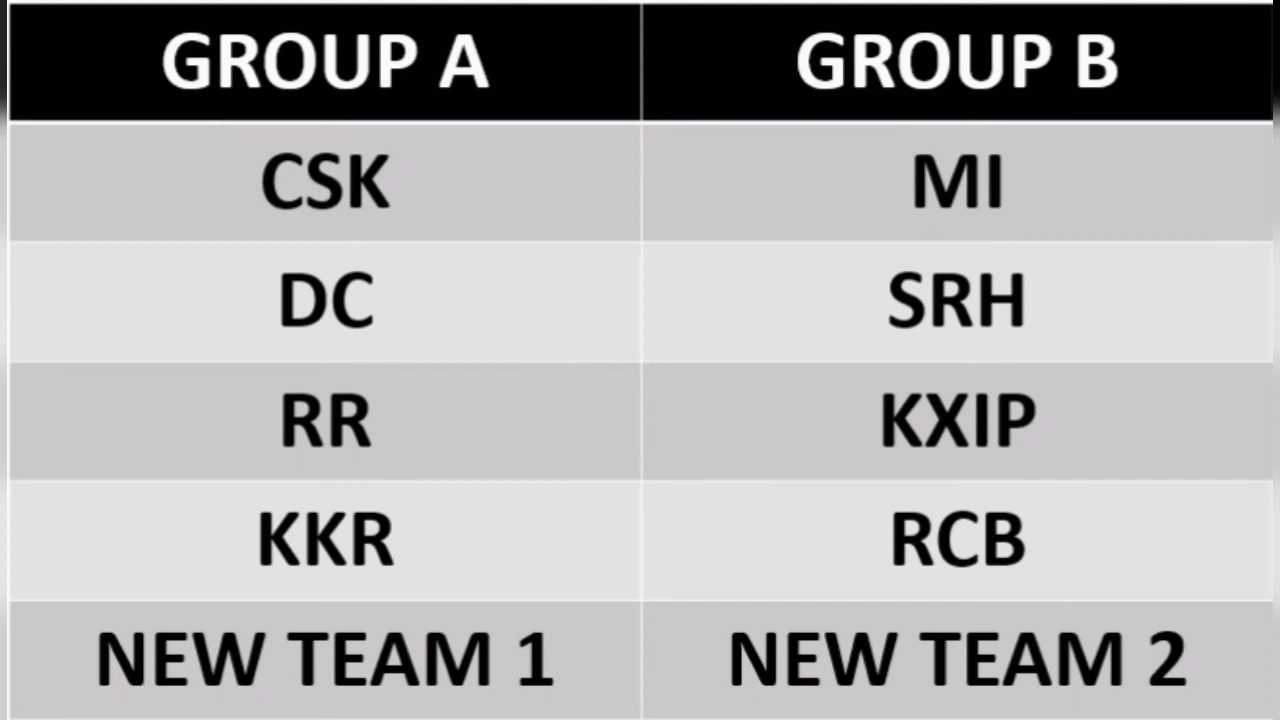 GROUP A GROUP B
CSK MI
DC SRH
RR KXIP
KKR RCB
NEW TEAM 1 NEW TEAM 2